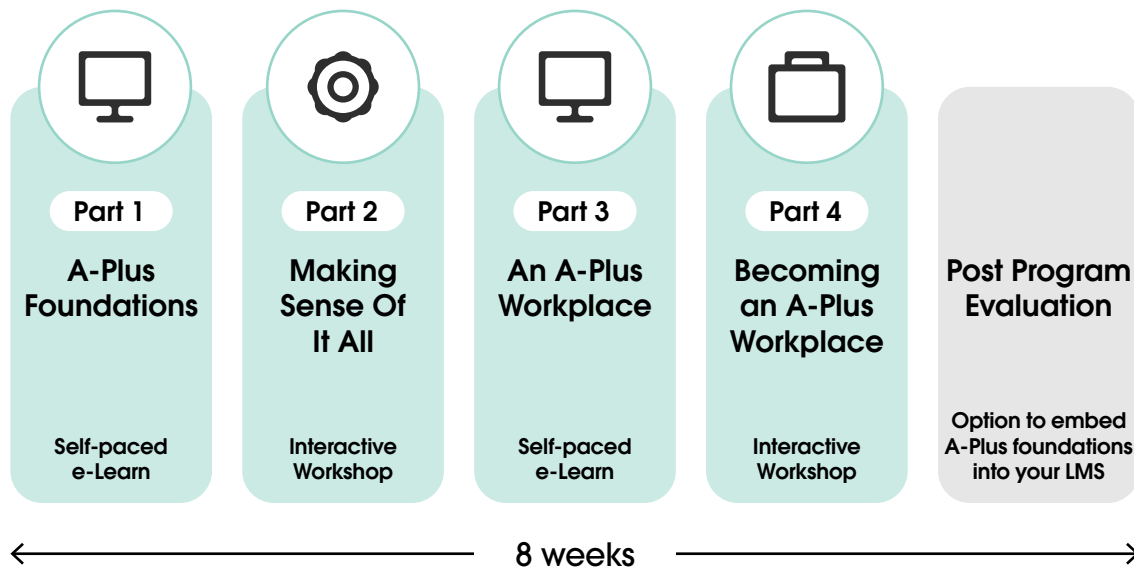 Part 1
A-Plus
Foundations
Self-paced
e-Learn
Part 2
Making
Sense Of
It All
Interactive
Workshop
Part 3
An A-Plus
Workplace
Self-paced
e-Learn
Part 4
Becoming
an A-Plus
Workplace
Interactive
Workshop
Post Program
Evaluation
Option to embed
A-Plus foundations
into your LMS
8 weeks